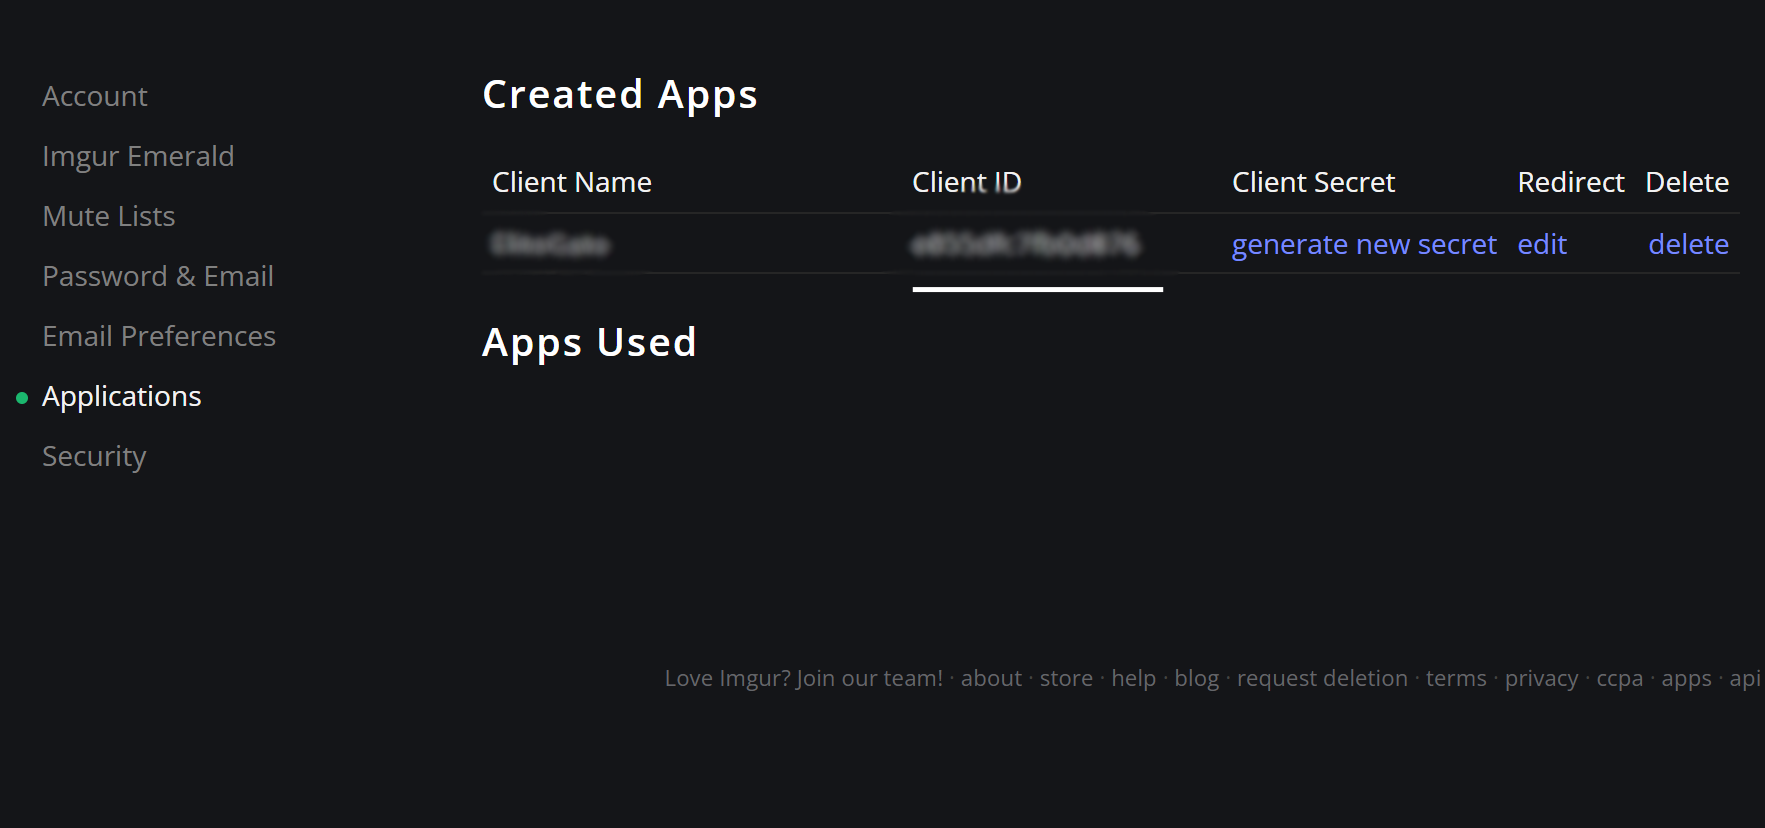 Account
Imgur Emerald
Mute Lists
Password & Email
Email Preferences
Applications
Security
Created Apps
Client Name Client ID Client Secret Redirect Delete
generate new secret edit delete
Apps Used
Love Imgur? Join our team! · about · store · help · blog · request deletion · terms · privacy · ccpa · apps · api